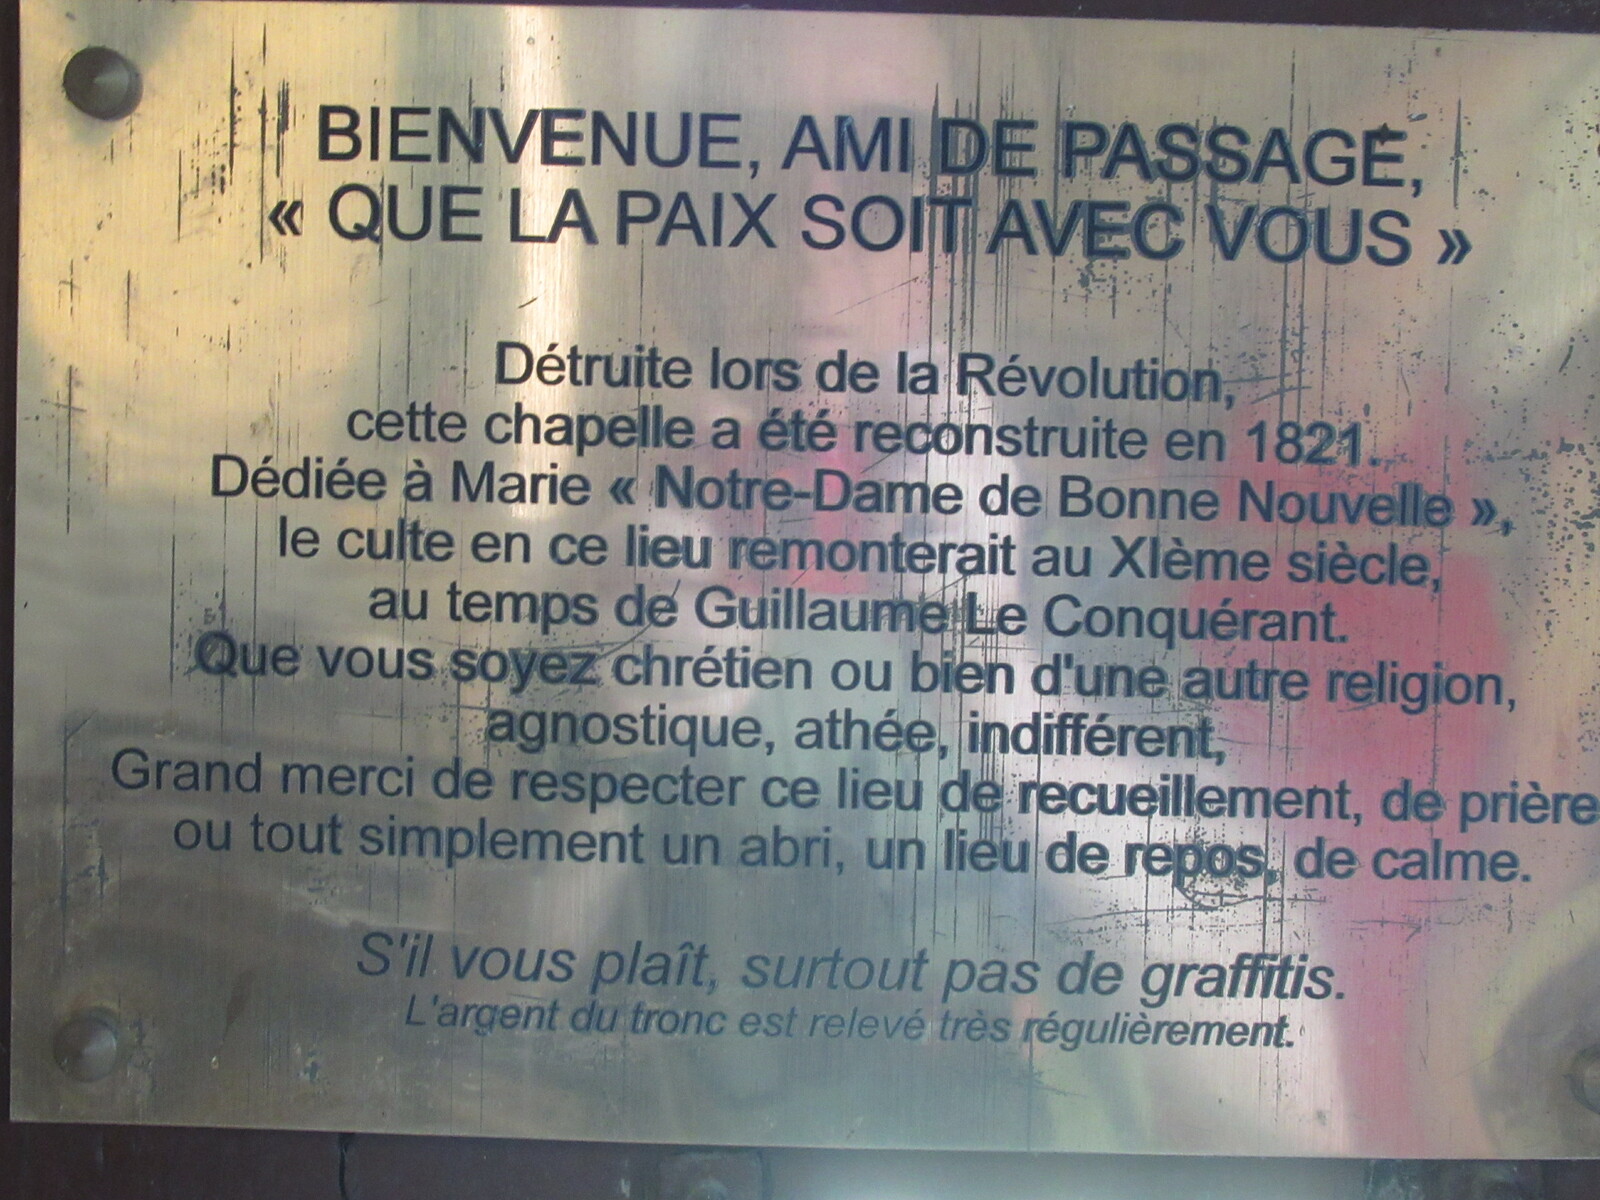 BIENVENUE, AMI DE PASSAGE,
« QUE LA PAIX SOIT AVEC VOUS »
Détruite lors de la Révolution,
cette chapelle a été reconstruite en 1821.
Dédiée à Marie « Notre-Dame de Bonne Nouvelle »,
le culte en ce lieu remonterait au XIème siècle,
au temps de Guillaume Le Conquérant.
Que vous soyez chrétien ou bien d'une autre religion,
agnostique, athée, indifférent,
Grand merci de respecter ce lieu de recueillement, de prière
ou tout simplement un abri, un lieu de repos, de calme.
S'il vous plaît, surtout pas de graffitis.
L'argent du tronc est relevé très régulièrement.